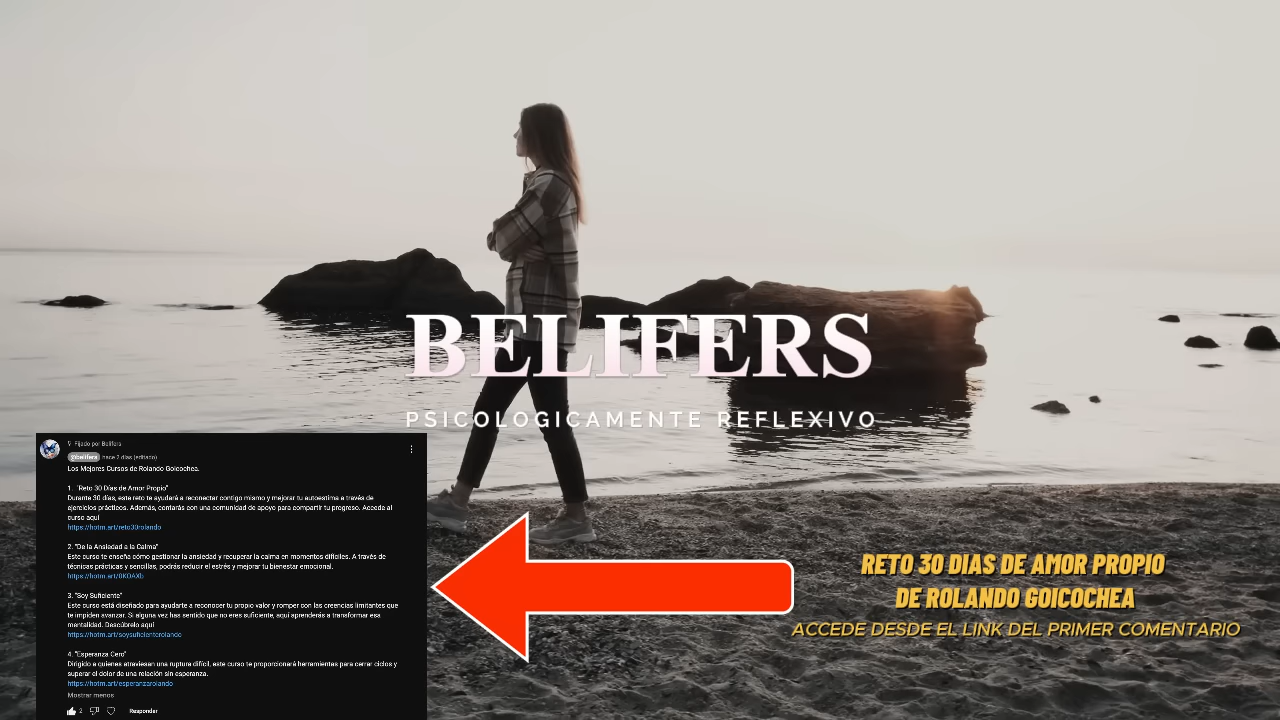 BELIFERS
PSICOLOGICAMENTE REFLEXIVO
Fijado por Belifers
@belifers hace 2 días (editado)
Los Mejores Cursos de Rolando Goicochea.
1. "Reto 30 Días de Amor Propio"
Durante 30 días, este reto te ayudará a reconectar contigo mismo y mejorar tu autoestima a través de
ejercicios prácticos. Además, contarás con una comunidad de apoyo para compartir tu progreso. Accede al
curso aquí
https://hotm.art/reto30rolando
2. "De la Ansiedad a la Calma"
Este curso te enseña cómo gestionar la ansiedad y recuperar la calma en momentos difíciles. A través de
técnicas prácticas y sencillas, podrás reducir el estrés y mejorar tu bienestar emocional.
https://hotm.art/0KOAXb
3. "Soy Suficiente"
Este curso está diseñado para ayudarte a reconocer tu propio valor y romper con las creencias limitantes que
te impiden avanzar. Si alguna vez has sentido que no eres suficiente, aquí aprenderás a transformar esa
mentalidad. Descúbrelo aquí
https://hotm.art/soysuficienterolando
4. "Esperanza Cero"
Dirigido a quienes atraviesan una ruptura difícil, este curso te proporcionará herramientas para cerrar ciclos y
superar el dolor de una relación sin esperanza.
https://hotm.art/esperanzarolando
Mostrar menos
2 Responder
RETO 30 DIAS DE AMOR PROPIO
DE ROLANDO GOICOCHEA
ACCEDE DESDE EL LINK DEL PRIMER COMENTARIO